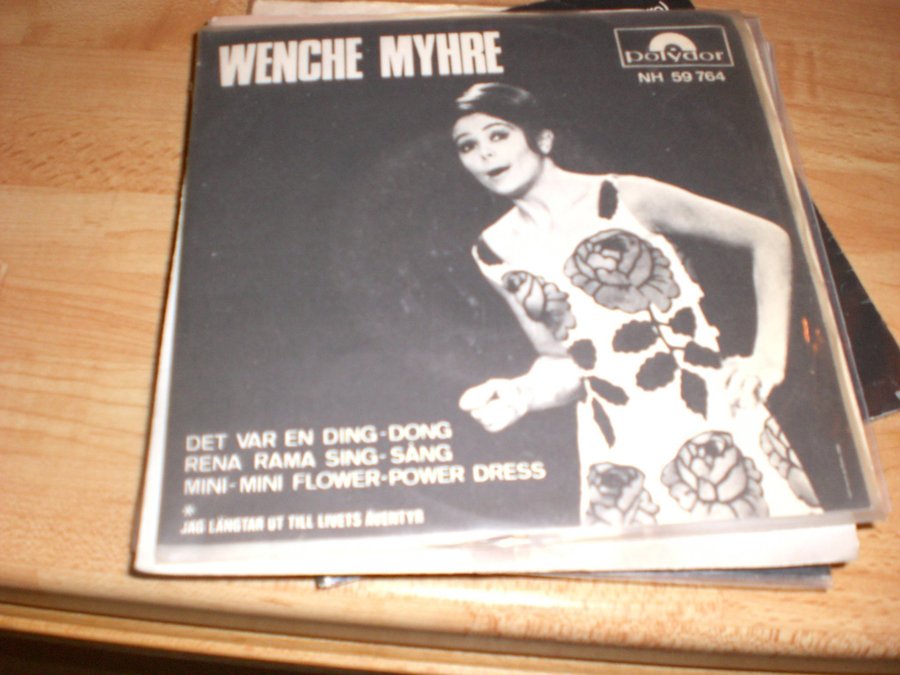 WENCHE MYHRE
Polydor
NH 59 764
DET VAR EN DING-DONG
RENA RAMA SING-SÅNG
MINI-MINI FLOWER-POWER DRESS
*
JAG LÄNGTAR UT TILL LIVETS ÄVENTYR